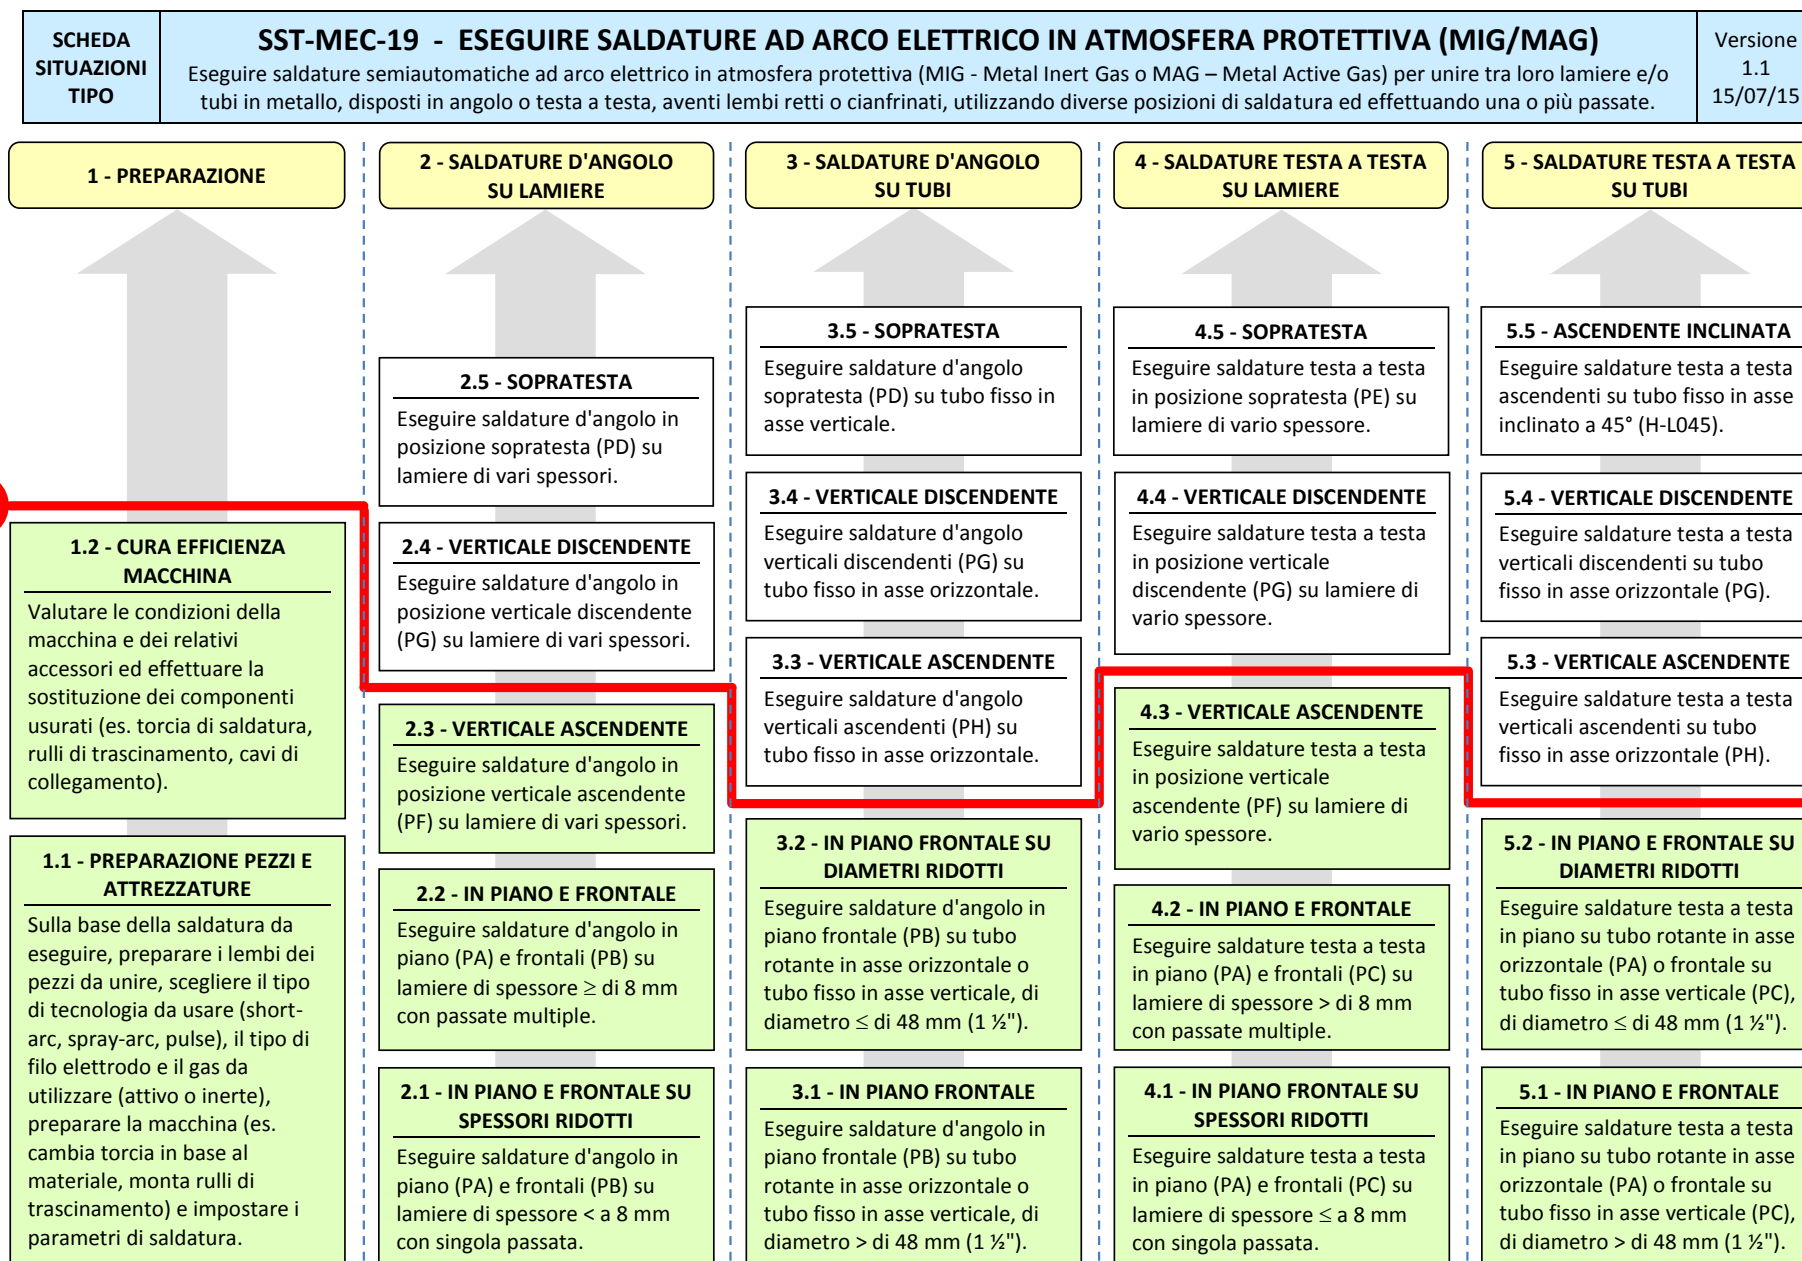 SCHEDA
SITUAZIONI
TIPO
SST-MEC-19 - ESEGUIRE SALDATURE AD ARCO ELETTRICO IN ATMOSFERA PROTETTIVA (MIG/MAG)
Eseguire saldature semiautomatiche ad arco elettrico in atmosfera protettiva (MIG - Metal Inert Gas o MAG – Metal Active Gas) per unire tra loro lamiere e/o
tubi in metallo, disposti in angolo o testa a testa, aventi lembi retti o cianfrinati, utilizzando diverse posizioni di saldatura ed effettuando una o più passate.
Versione
1.1
15/07/15
1 - PREPARAZIONE
1.2 - CURA EFFICIENZA
MACCHINA
Valutare le condizioni della
macchina e dei relativi
accessori ed effettuare la
sostituzione dei componenti
usurati (es. torcia di saldatura,
rulli di trascinamento, cavi di
collegamento).
1.1 - PREPARAZIONE PEZZI E
ATTREZZATURE
Sulla base della saldatura da
eseguire, preparare i lembi dei
pezzi da unire, scegliere il tipo
di tecnologia da usare (short-
arc, spray-arc, pulse), il tipo di
filo elettrodo e il gas da
utilizzare (attivo o inerte),
preparare la macchina (es.
cambia torcia in base al
materiale, monta rulli di
trascinamento) e impostare i
parametri di saldatura.
2 - SALDATURE D'ANGOLO
SU LAMIERE
2.5 - SOPRATESTA
Eseguire saldature d'angolo in
posizione sopratesta (PD) su
lamiere di vari spessori.
2.4 - VERTICALE DISCENDENTE
Eseguire saldature d'angolo in
posizione verticale discendente
(PG) su lamiere di vari spessori.
2.3 - VERTICALE ASCENDENTE
Eseguire saldature d'angolo in
posizione verticale ascendente
(PF) su lamiere di vari spessori.
2.2 - IN PIANO E FRONTALE
Eseguire saldature d'angolo in
piano (PA) e frontali (PB) su
lamiere di spessore ≥ di 8 mm
con passate multiple.
2.1 - IN PIANO E FRONTALE SU
SPESSORI RIDOTTI
Eseguire saldature d'angolo in
piano (PA) e frontali (PB) su
lamiere di spessore < a 8 mm
con singola passata.
3 - SALDATURE D'ANGOLO
SU TUBI
3.5 - SOPRATESTA
Eseguire saldature d'angolo
sopratesta (PD) su tubo fisso in
asse verticale.
3.4 - VERTICALE DISCENDENTE
Eseguire saldature d'angolo
verticali discendenti (PG) su
tubo fisso in asse orizzontale.
3.3 - VERTICALE ASCENDENTE
Eseguire saldature d'angolo
verticali ascendenti (PH) su
tubo fisso in asse orizzontale.
3.2 - IN PIANO FRONTALE SU
DIAMETRI RIDOTTI
Eseguire saldature d'angolo in
piano frontale (PB) su tubo
rotante in asse orizzontale o
tubo fisso in asse verticale, di
diametro ≤ di 48 mm (1 ½").
3.1 - IN PIANO FRONTALE
Eseguire saldature d'angolo in
piano frontale (PB) su tubo
rotante in asse orizzontale o
tubo fisso in asse verticale, di
diametro > di 48 mm (1 ½").
4 - SALDATURE TESTA A TESTA
SU LAMIERE
4.5 - SOPRATESTA
Eseguire saldature testa a testa
in posizione sopratesta (PE) su
lamiere di vario spessore.
4.4 - VERTICALE DISCENDENTE
Eseguire saldature testa a testa
in posizione verticale
discendente (PG) su lamiere di
vario spessore.
4.3 - VERTICALE ASCENDENTE
Eseguire saldature testa a testa
in posizione verticale
ascendente (PF) su lamiere di
vario spessore.
4.2 - IN PIANO E FRONTALE
Eseguire saldature testa a testa
in piano (PA) e frontali (PC) su
lamiere di spessore > di 8 mm
con passate multiple.
4.1 - IN PIANO FRONTALE SU
SPESSORI RIDOTTI
Eseguire saldature testa a testa
in piano (PA) e frontali (PC) su
lamiere di spessore ≤ a 8 mm
con singola passata.
5 - SALDATURE TESTA A TESTA
SU TUBI
5.5 - ASCENDENTE INCLINATA
Eseguire saldature testa a testa
ascendenti su tubo fisso in asse
inclinato a 45° (H-L045).
5.4 - VERTICALE DISCENDENTE
Eseguire saldature testa a testa
verticali discendenti su tubo
fisso in asse orizzontale (PG).
5.3 - VERTICALE ASCENDENTE
Eseguire saldature testa a testa
verticali ascendenti su tubo
fisso in asse orizzontale (PH).
5.2 - IN PIANO E FRONTALE SU
DIAMETRI RIDOTTI
Eseguire saldature testa a testa
in piano su tubo rotante in asse
orizzontale (PA) o frontale su
tubo fisso in asse verticale (PC),
di diametro ≤ di 48 mm (1 ½").
5.1 - IN PIANO E FRONTALE
Eseguire saldature testa a testa
in piano su tubo rotante in asse
orizzontale (PA) o frontale su
tubo fisso in asse verticale (PC),
di diametro > di 48 mm (1 ½").